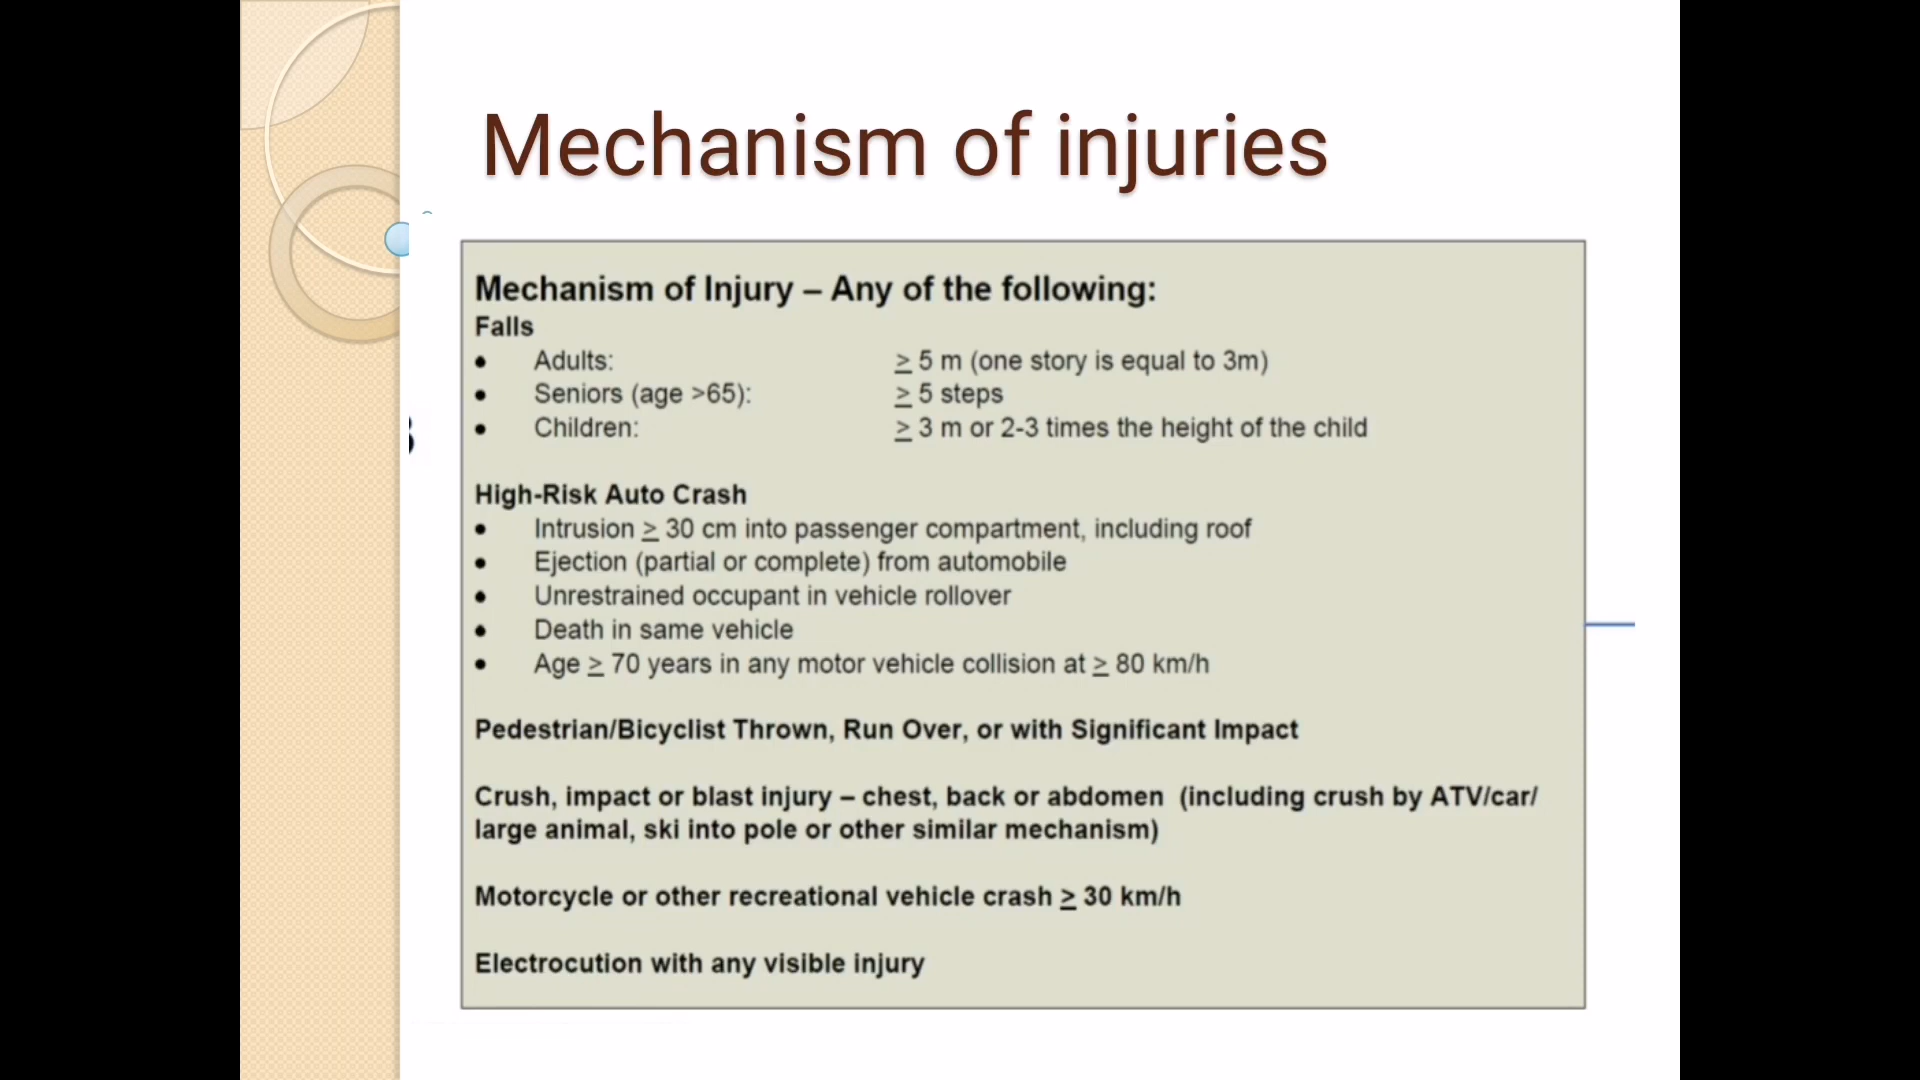 Mechanism of injuries
Mechanism of Injury – Any of the following:
Falls
• Adults: ≥ 5 m (one story is equal to 3m)
• Seniors (age >65): ≥ 5 steps
• Children: ≥ 3 m or 2-3 times the height of the child
High-Risk Auto Crash
• Intrusion ≥ 30 cm into passenger compartment, including roof
• Ejection (partial or complete) from automobile
• Unrestrained occupant in vehicle rollover
• Death in same vehicle
• Age ≥ 70 years in any motor vehicle collision at ≥ 80 km/h
Pedestrian/Bicyclist Thrown, Run Over, or with Significant Impact
Crush, impact or blast injury – chest, back or abdomen (including crush by ATV/car/
large animal, ski into pole or other similar mechanism)
Motorcycle or other recreational vehicle crash ≥ 30 km/h
Electrocution with any visible injury